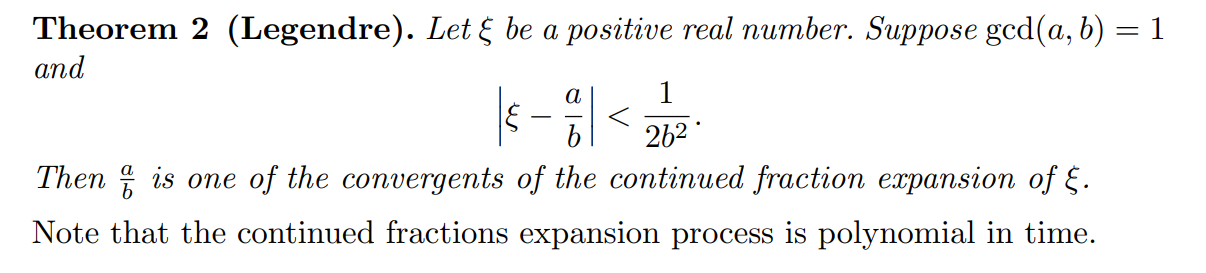 Theorem 2 (Legendre). Let ξ be a positive real number. Suppose gcd(a, b) = 1
and
|ξ − a/b| < 1/2b².
Then a/b is one of the convergents of the continued fraction expansion of ξ.
Note that the continued fractions expansion process is polynomial in time.